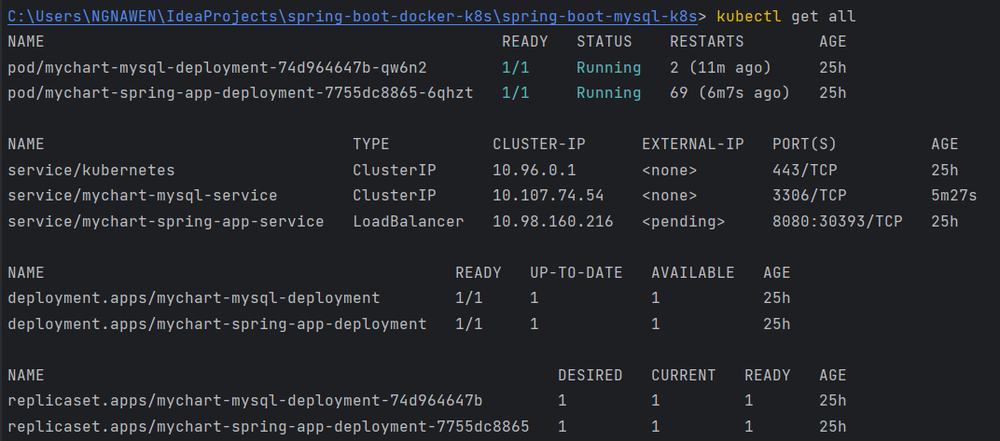 C:\Users\NGNAWEN\IdeaProjects\spring-boot-docker-k8s\spring-boot-mysql-k8s> kubectl get all
NAME READY STATUS RESTARTS AGE
pod/mychart-mysql-deployment-74d964647b-qw6n2 1/1 Running 2 (11m ago) 25h
pod/mychart-spring-app-deployment-7755dc8865-6qhzt 1/1 Running 69 (6m7s ago) 25h
NAME TYPE CLUSTER-IP EXTERNAL-IP PORT(S) AGE
service/kubernetes ClusterIP 10.96.0.1 <none> 443/TCP 25h
service/mychart-mysql-service ClusterIP 10.107.74.54 <none> 3306/TCP 5m27s
service/mychart-spring-app-service LoadBalancer 10.98.160.216 <pending> 8080:30393/TCP 25h
NAME READY UP-TO-DATE AVAILABLE AGE
deployment.apps/mychart-mysql-deployment 1/1 1 1 25h
deployment.apps/mychart-spring-app-deployment 1/1 1 1 25h
NAME DESIRED CURRENT READY AGE
replicaset.apps/mychart-mysql-deployment-74d964647b 1 1 1 25h
replicaset.apps/mychart-spring-app-deployment-7755dc8865 1 1 1 25h